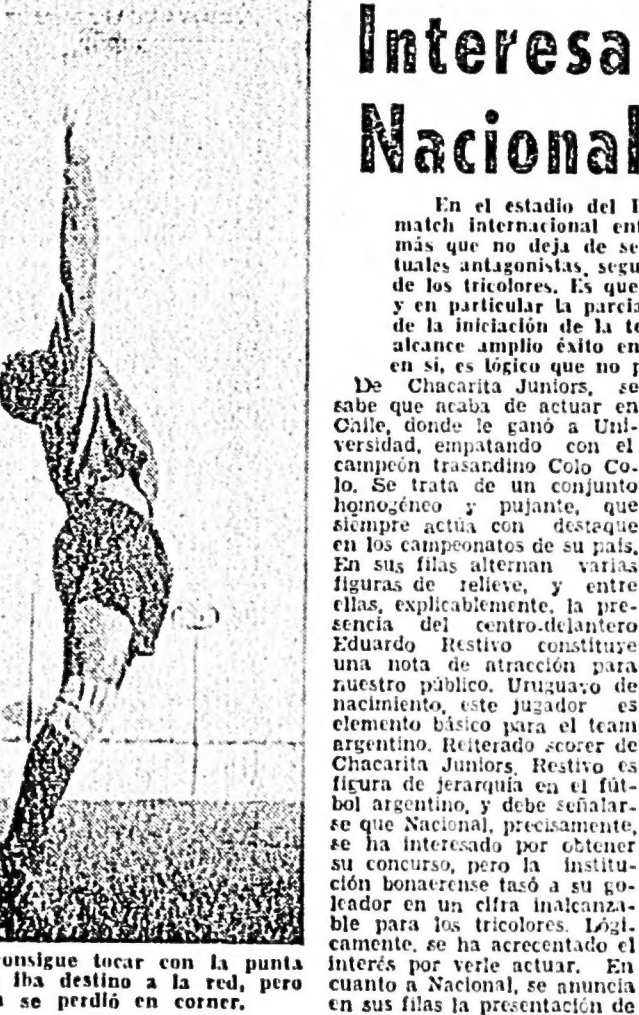 Interesa
Nacional
En el estadio del
match internacional
más que no deja de
tuales antagonistas,
de los tricolores. Es que
y en particular la
de la iniciación de la
alcance amplio éxito en
en sí, es lógico que no
De Chacarita Juniors, se
sabe que acaba de actuar en
Chile, donde le ganó a Uni-
versidad, empatando con el
campeón trasandino Colo Co-
lo. Se trata de un conjunto
homogéneo y pujante, que
siempre actúa con destaque
en los campeonatos de su país.
En sus filas alternan varias
figuras de relieve, y entre
ellas, explicablemente, la pre-
sencia del centro-delantero
Eduardo Restivo constituye
una nota de atracción para
nuestro público. Uruguayo de
nacimiento, este jugador es
elemento básico para el team
argentino. Reiterado scorer de
Chacarita Juniors, Restivo es
figura de jerarquía en el fút-
bol argentino, y debe señalar-
se que Nacional, precisamente,
se ha interesado por obtener
su concurso, pero la institu-
ción bonaerense tasó a su go-
leador en un cifra inalcanza-
ble para los tricolores. Lógi-
camente, se ha acrecentado el
interés por verle actuar. En
cuanto a Nacional, se anuncia
en sus filas la presentación de
onsigue tocar con la punta
iba destino a la red, pero
se perdió en corner.